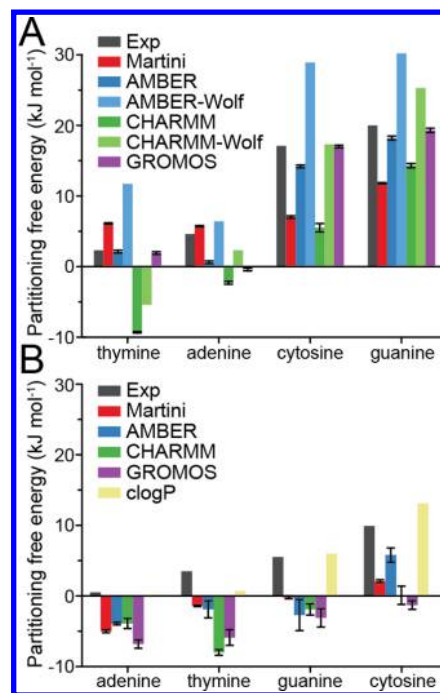 A
Partitioning free energy (kJ mol-1)
30
20
10
0
-10
Exp
Martini
AMBER
AMBER-Wolf
CHARMM
CHARMM-Wolf
GROMOS
thymine adenine cytosine guanine
B
Partitioning free energy (kJ mol-1)
30
20
10
0
-10
Exp
Martini
AMBER
CHARMM
GROMOS
clogP
adenine thymine guanine cytosine